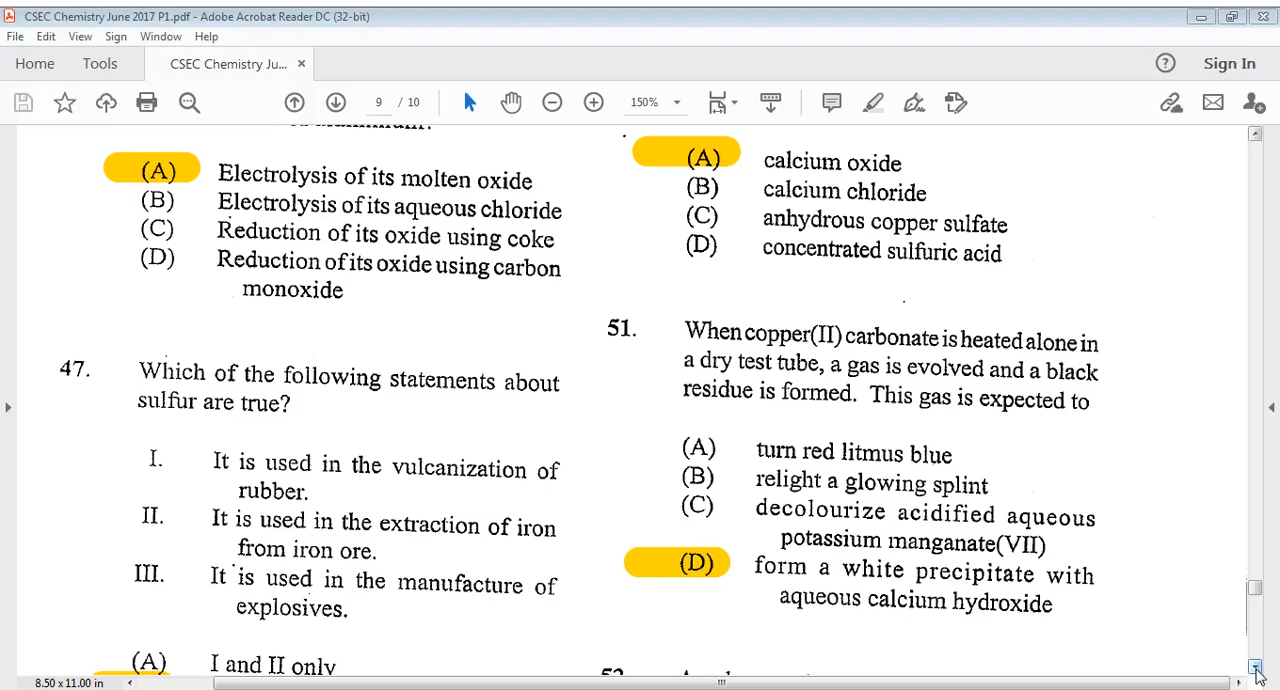 CSEC Chemistry June 2017 P1.pdf - Adobe Acrobat Reader DC (32-bit)
File Edit View Sign Window Help
Home Tools CSEC Chemistry Ju... × Sign In
9 / 10 150%
(A) Electrolysis of its molten oxide
(B) Electrolysis of its aqueous chloride
(C) Reduction of its oxide using coke
(D) Reduction of its oxide using carbon
monoxide
47. Which of the following statements about
sulfur are true?
I. It is used in the vulcanization of
rubber.
II. It is used in the extraction of iron
from iron ore.
III. It is used in the manufacture of
explosives.
(A) I and II only
(A) calcium oxide
(B) calcium chloride
(C) anhydrous copper sulfate
(D) concentrated sulfuric acid
51. When copper(II) carbonate is heated alone in
a dry test tube, a gas is evolved and a black
residue is formed. This gas is expected to
(A) turn red litmus blue
(B) relight a glowing splint
(C) decolourize acidified aqueous
potassium manganate(VII)
(D) form a white precipitate with
aqueous calcium hydroxide
8.50 x 11.00 in